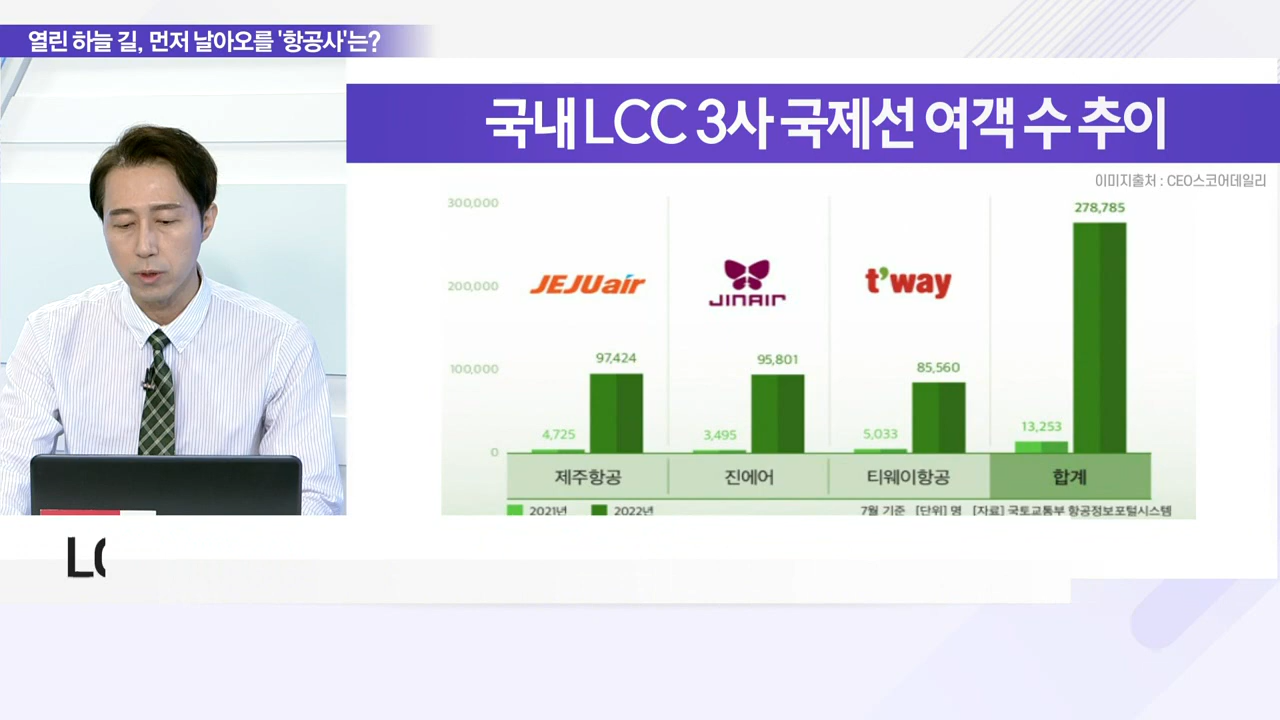 열린 하늘 길, 먼저 날아오를 '항공사'는?
국내 LCC 3사 국제선 여객 수 추이
이미지출처 : CEO스코어데일리
300,000
200,000
100,000
0
JEJUair
JINAIR
t'way
4,725
97,424
3,495
95,801
5,033
85,560
13,253
278,785
제주항공
진에어
티웨이항공
합계
2021년
2022년
7월 기준 [단위] 명 [자료] 국토교통부 항공정보포털시스템